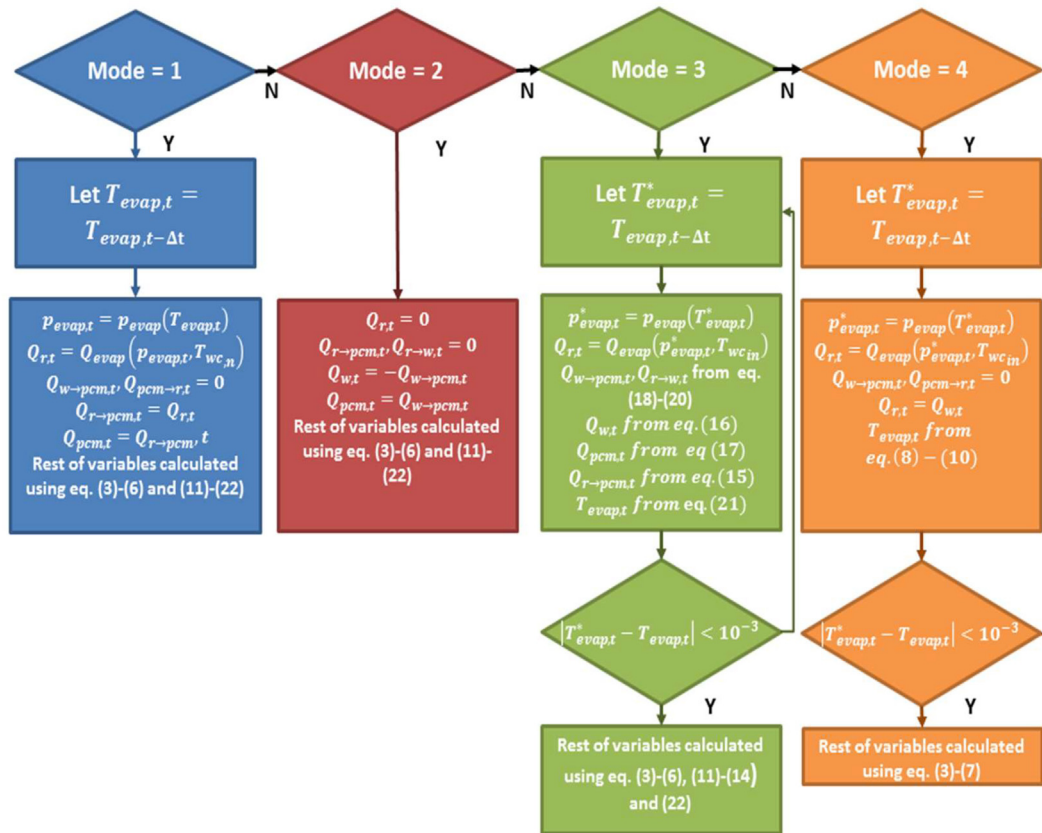 Mode = 1
N
Mode = 2
N
Mode = 3
N
Mode = 4
Y
Let T_{evap,t} =
T_{evap,t−Δt}
p_{evap,t} = p_{evap}(T_{evap,t})
Q_{r,t} = Q_{evap}(p_{evap,t}, T_{wc,n})
Q_{w→pcm,t}, Q_{pcm→r,t} = 0
Q_{r→pcm,t} = Q_{r,t}
Q_{pcm,t} = Q_{r→pcm}, t
Rest of variables calculated
using eq. (3)-(6) and (11)-(22)
Y
Q_{r,t} = 0
Q_{r→pcm,t}, Q_{r→w,t} = 0
Q_{w,t} = −Q_{w→pcm,t}
Q_{pcm,t} = Q_{w→pcm,t}
Rest of variables calculated
using eq. (3)-(6) and (11)-
(22)
Y
Let T*_{evap,t} =
T_{evap,t−Δt}
p*_{evap,t} = p_{evap}(T*_{evap,t})
Q_{r,t} = Q_{evap}(p*_{evap,t}, T_{wc_{in}})
Q_{w→pcm,t}, Q_{r→w,t} from eq.
(18)-(20)
Q_{w,t} from eq.(16)
Q_{pcm,t} from eq (17)
Q_{r→pcm,t} from eq.(15)
T_{evap,t} from eq.(21)
|T*_{evap,t} − T_{evap,t}| < 10^{−3}
Y
Rest of variables calculated
using eq. (3)-(6), (11)-(14)
and (22)
Y
Let T*_{evap,t} =
T_{evap,t−Δt}
p*_{evap,t} = p_{evap}(T*_{evap,t})
Q_{r,t} = Q_{evap}(p*_{evap,t}, T_{wc_{in}})
Q_{w→pcm,t}, Q_{pcm→r,t} = 0
Q_{r,t} = Q_{w,t}
T_{evap,t} from
eq.(8) − (10)
|T*_{evap,t} − T_{evap,t}| < 10^{−3}
Y
Rest of variables calculated
using eq. (3)-(7)